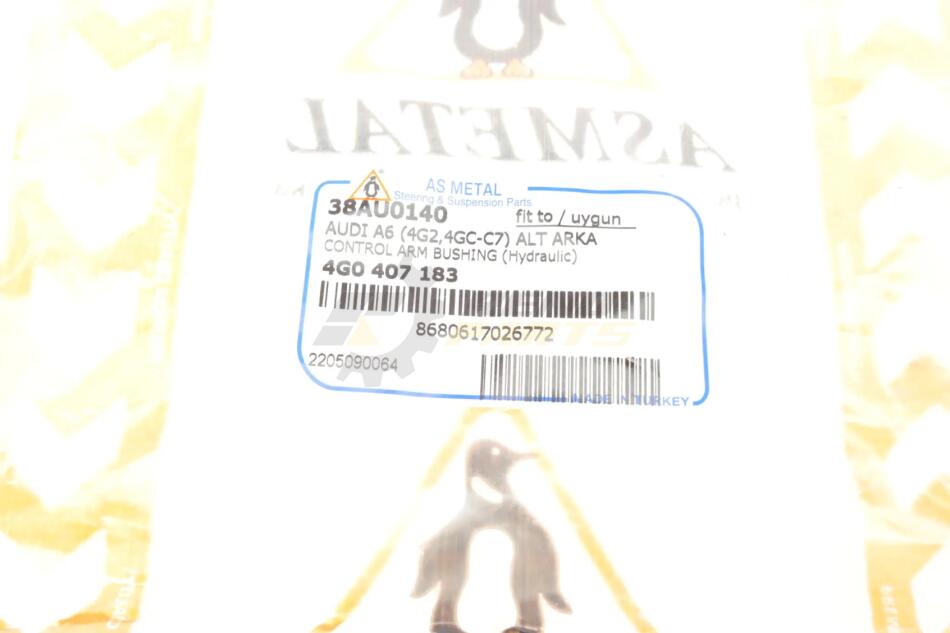 ASMETAL
AS METAL
Steering & Suspension Parts
38AU0140 fit to / uygun
AUDI A6 (4G2,4GC-C7) ALT ARKA
CONTROL ARM BUSHING (Hydraulic)
4G0 407 183
8680617026772
2205090064
MADE IN TURKEY